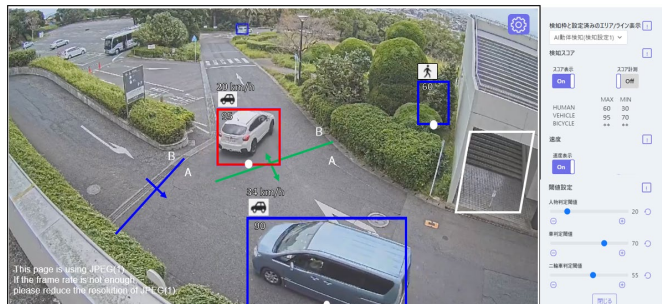 20 km/h
85
60
B
A
B
A
34 km/h
90
This page is using JPEG(1).
If the frame rate is not enough,
please reduce the resolution of JPEG(1).
検知枠と設定済みのエリア/ライン表示
AI動体検知(検知設定1)
検知スコア
スコア表示 スコア計測
On Off
MAX MIN
HUMAN 60 30
VEHICLE 95 70
BICYCLE ** **
速度
速度表示
On
閾値設定
人物判定閾値
20
車判定閾値
70
二輪車判定閾値
55
閉じる